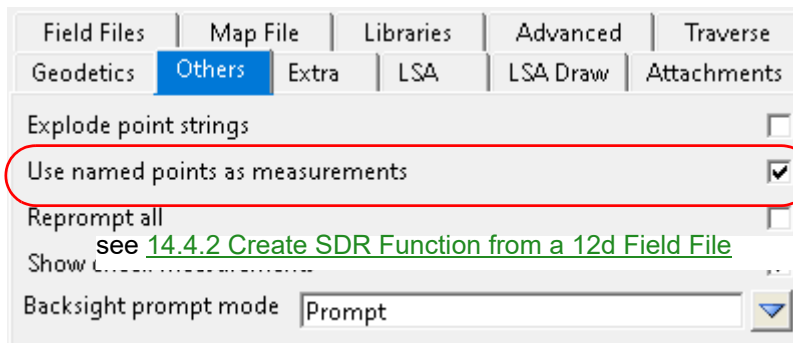 Field Files Map File Libraries Advanced Traverse
Geodetics Others Extra LSA LSA Draw Attachments
Explode point strings
Use named points as measurements
Reprompt all
see 14.4.2 Create SDR Function from a 12d Field File
Show
Backsight prompt mode Prompt